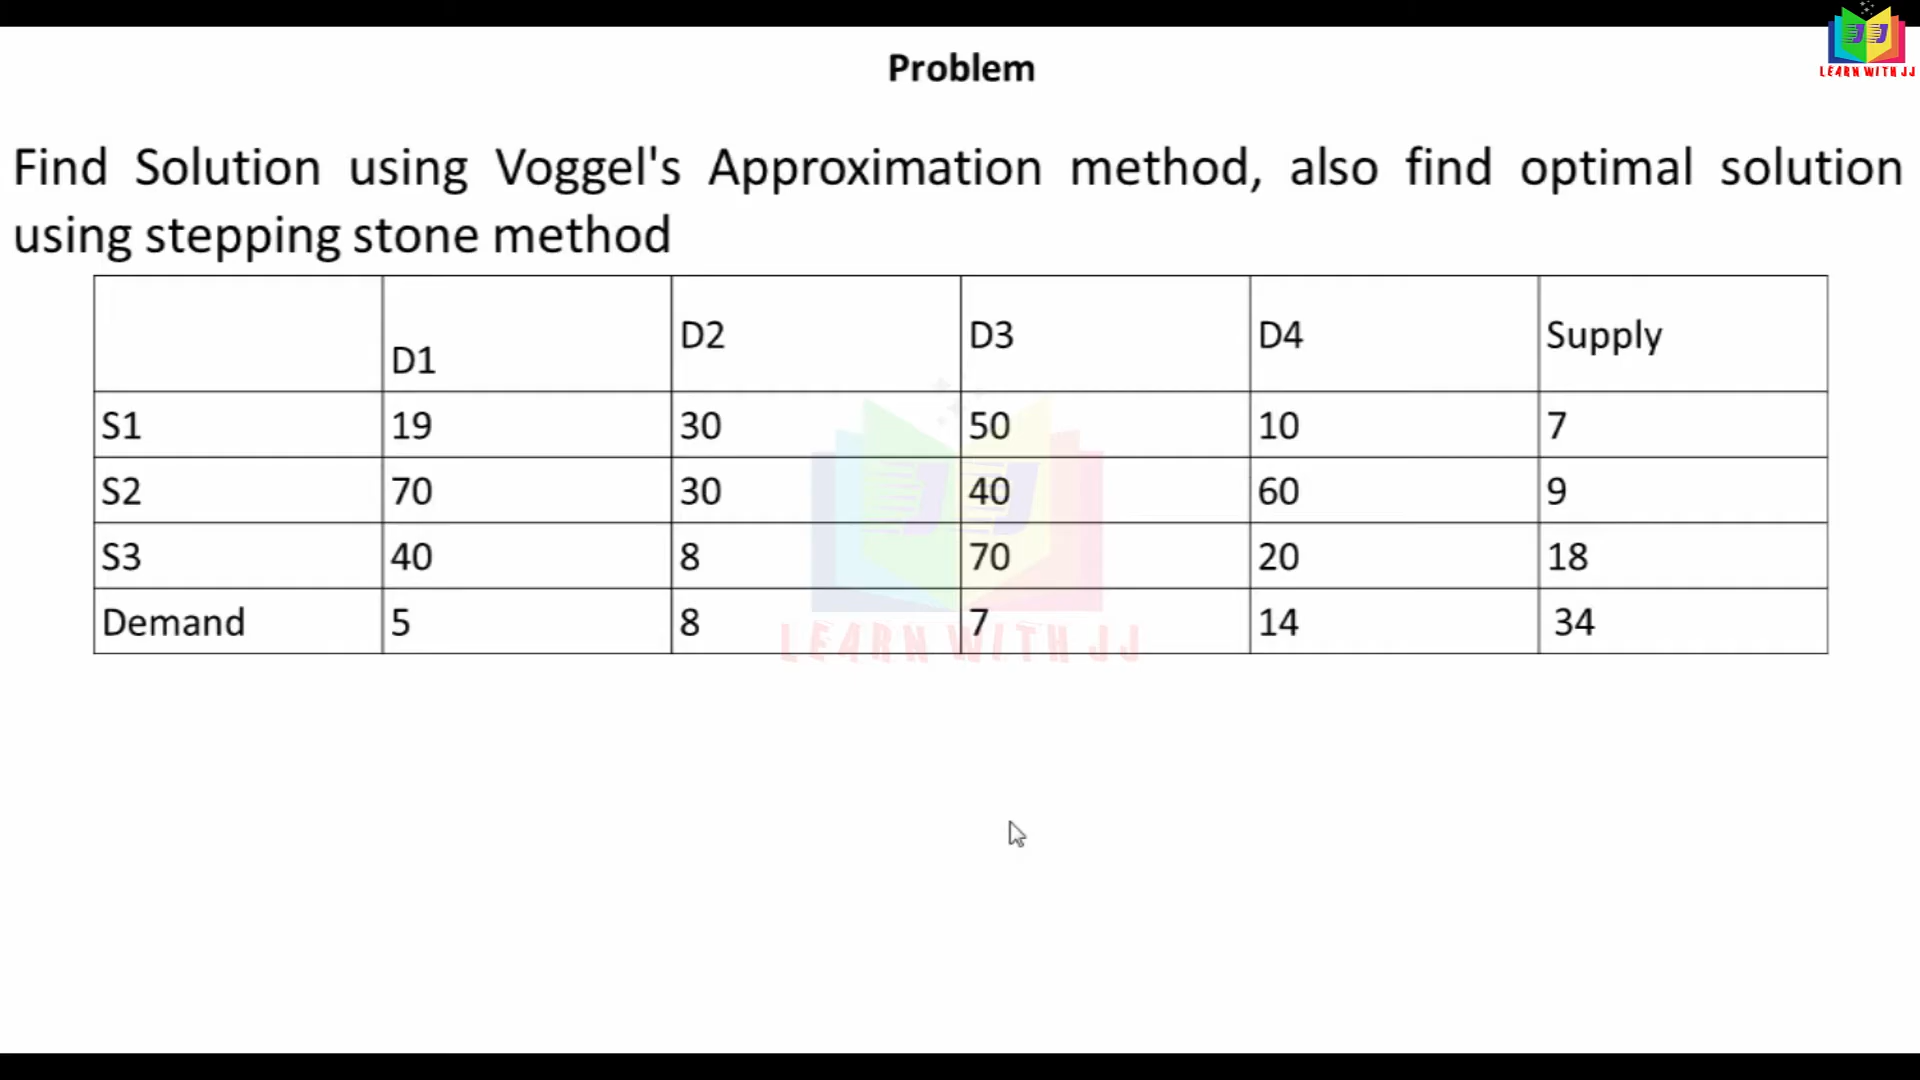 LEARN WITH JJ
Problem
Find Solution using Voggel's Approximation method, also find optimal solution
using stepping stone method
D1 D2 D3 D4 Supply
S1 19 30 50 10 7
S2 70 30 40 60 9
S3 40 8 70 20 18
Demand 5 8 7 14 34
LEARN WITH JJ